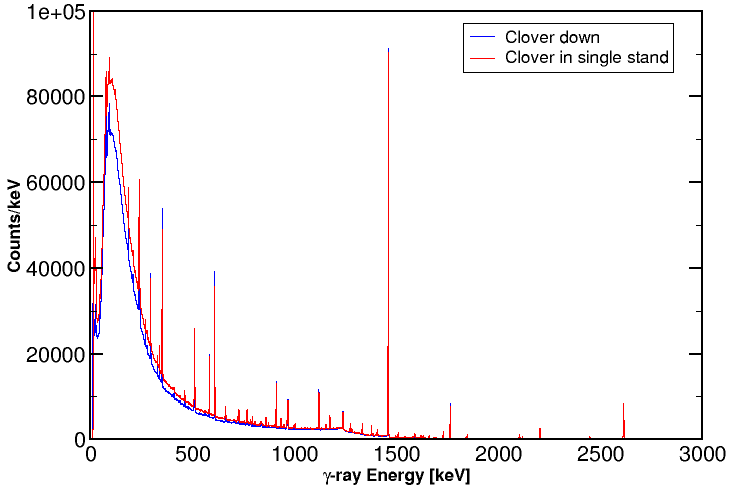 1e+05
80000
60000
40000
20000
0
Counts/keV
Clover down
Clover in single stand
0 500 1000 1500 2000 2500 3000
γ-ray Energy [keV]